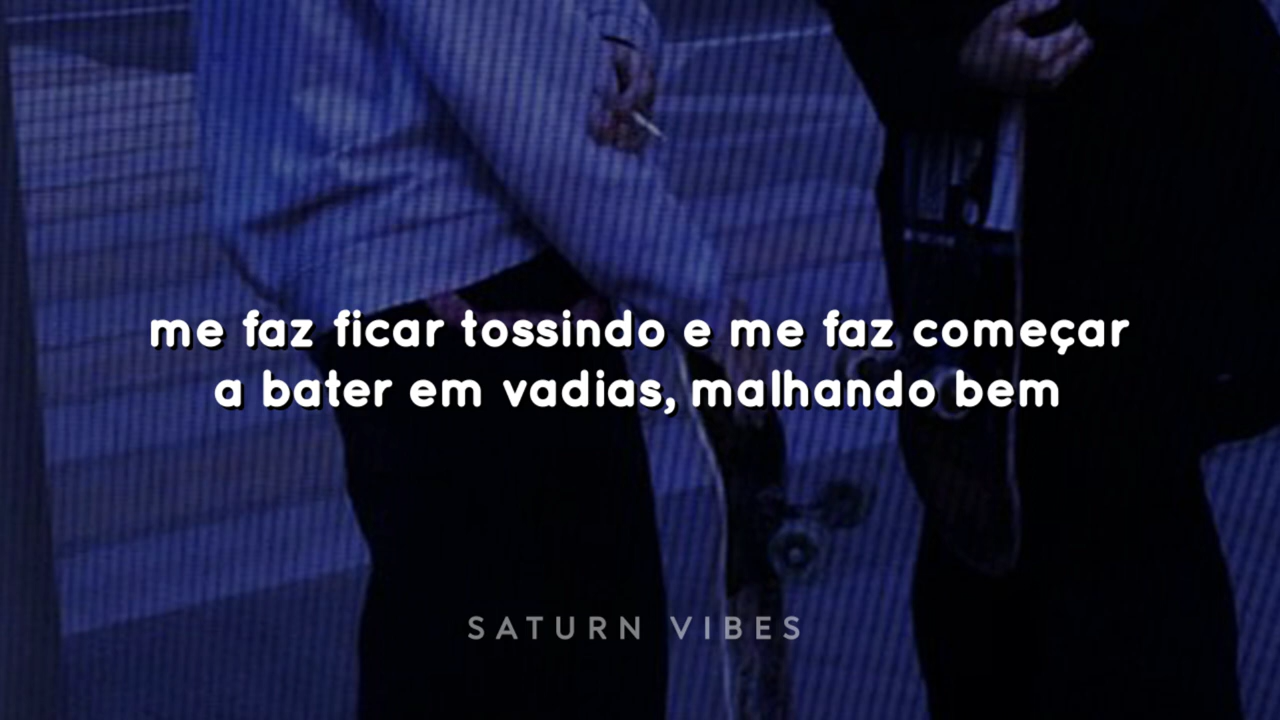 me faz ficar tossindo e me faz começar
a bater em vadias, malhando bem
SATURN VIBES